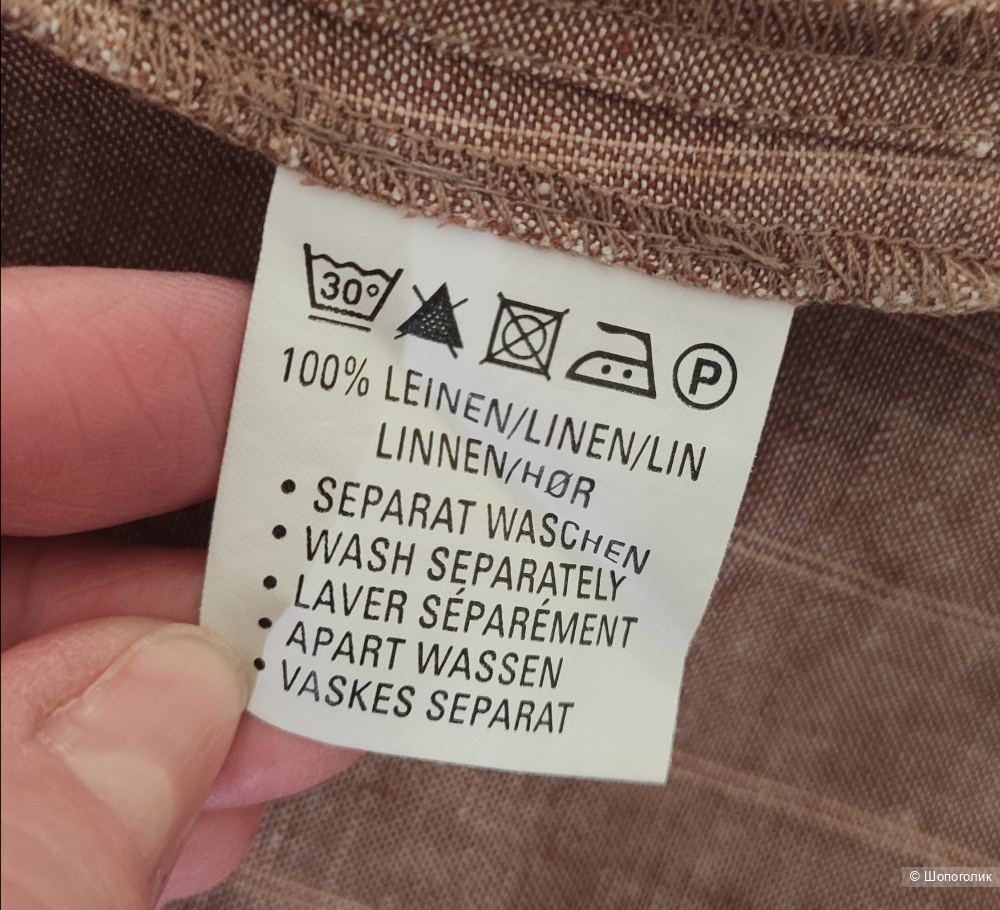 30°
P
100% LEINEN/LINEN/LIN
LINNEN/HØR
• SEPARAT WASCHEN
• WASH SEPARATELY
• LAVER SÉPARÉMENT
• APART WASSEN
• VASKES SEPARAT
© Шопоголик